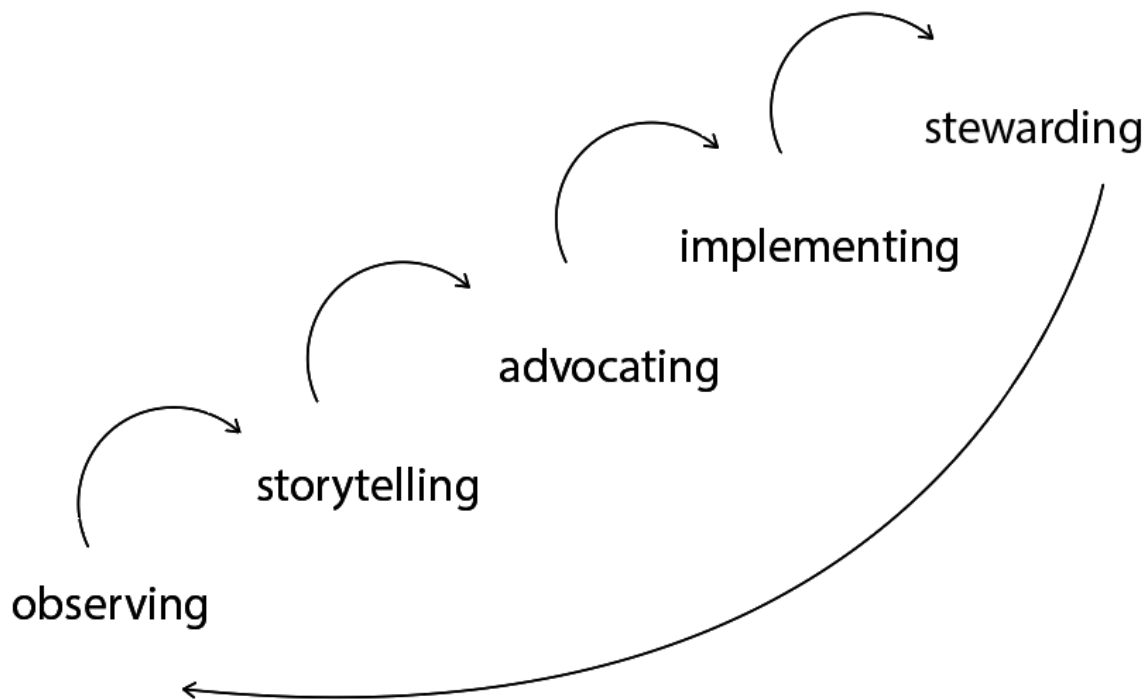 stewarding
implementing
advocating
storytelling
observing